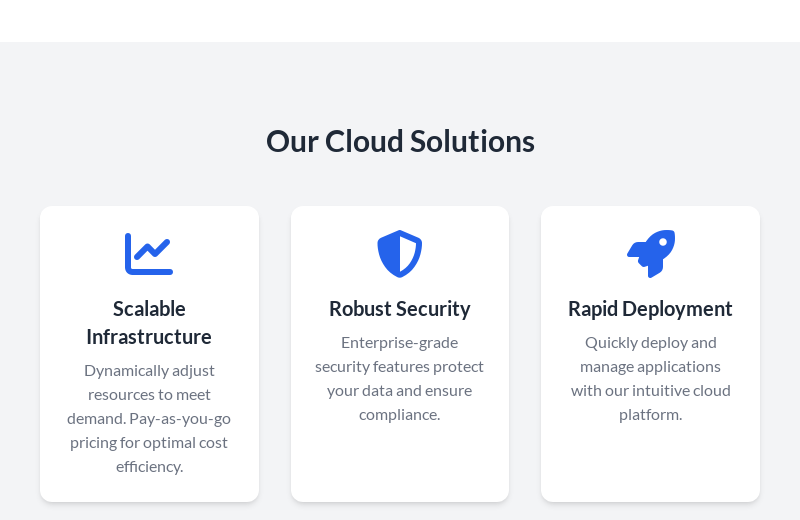 Our Cloud Solutions
Scalable
Infrastructure
Dynamically adjust
resources to meet
demand. Pay-as-you-go
pricing for optimal cost
efficiency.
Robust Security
Enterprise-grade
security features protect
your data and ensure
compliance.
Rapid Deployment
Quickly deploy and
manage applications
with our intuitive cloud
platform.